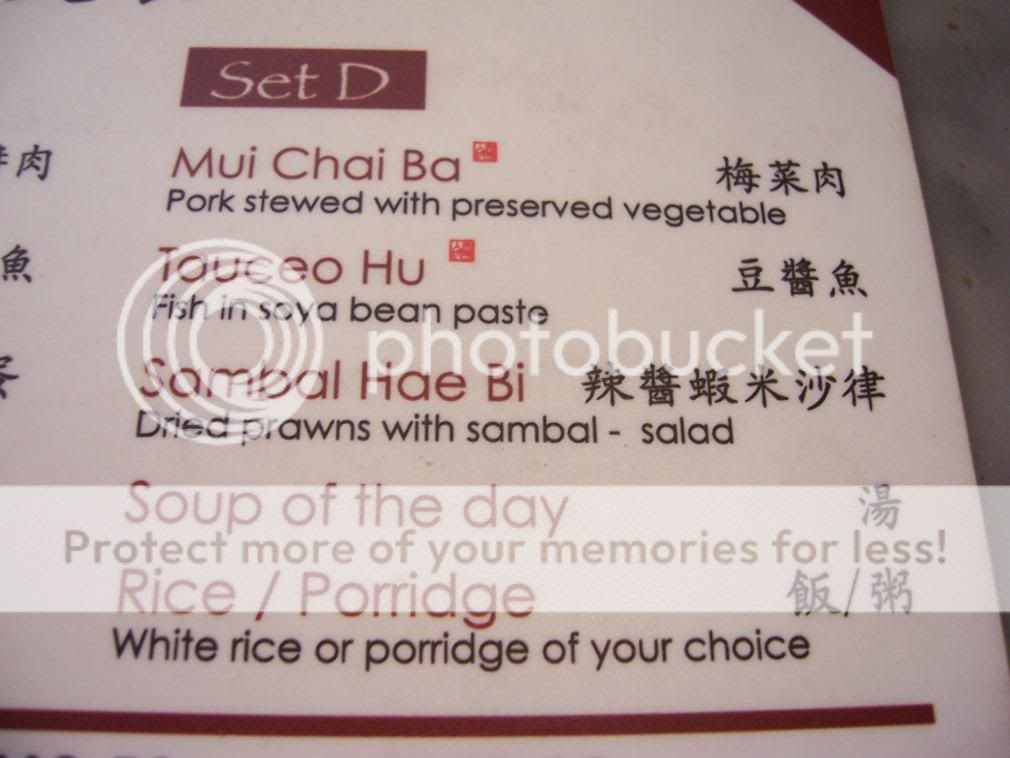 Set D
Mui Chai Ba 梅菜肉
Pork stewed with preserved vegetable
Tauceo Hu 豆醬魚
Fish in soya bean paste
Sambal Hae Bi 辣醬蝦米沙律
Dried prawns with sambal - salad
Soup of the day 湯
Rice / Porridge 飯/粥
White rice or porridge of your choice
肉
魚
photobucket
Protect more of your memories for less!